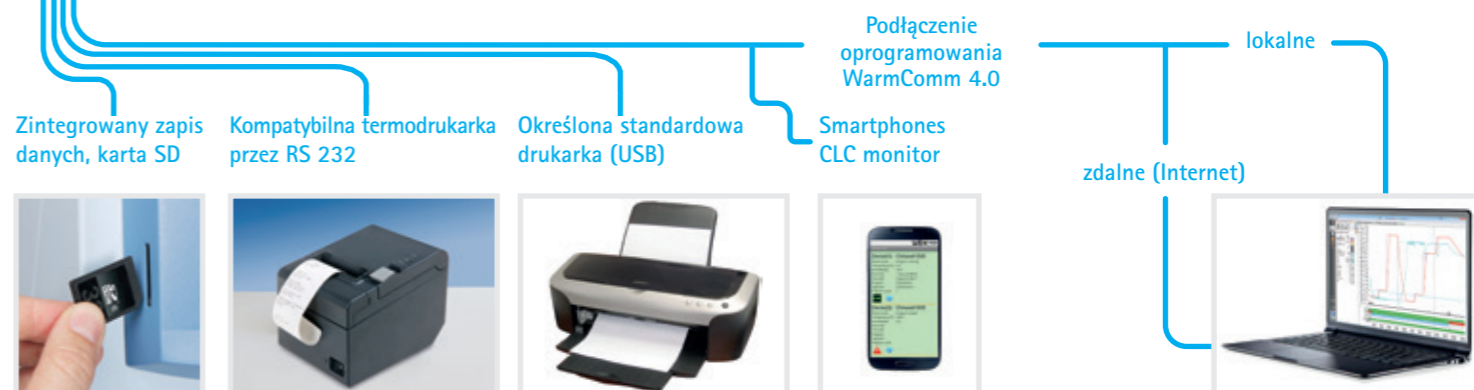 Podłączenie
oprogramowania
WarmComm 4.0
lokalne
Zintegrowany zapis
danych, karta SD
Kompatybilna termodrukarka
przez RS 232
Określona standardowa
drukarka (USB)
Smartphones
CLC monitor
zdalne (Internet)